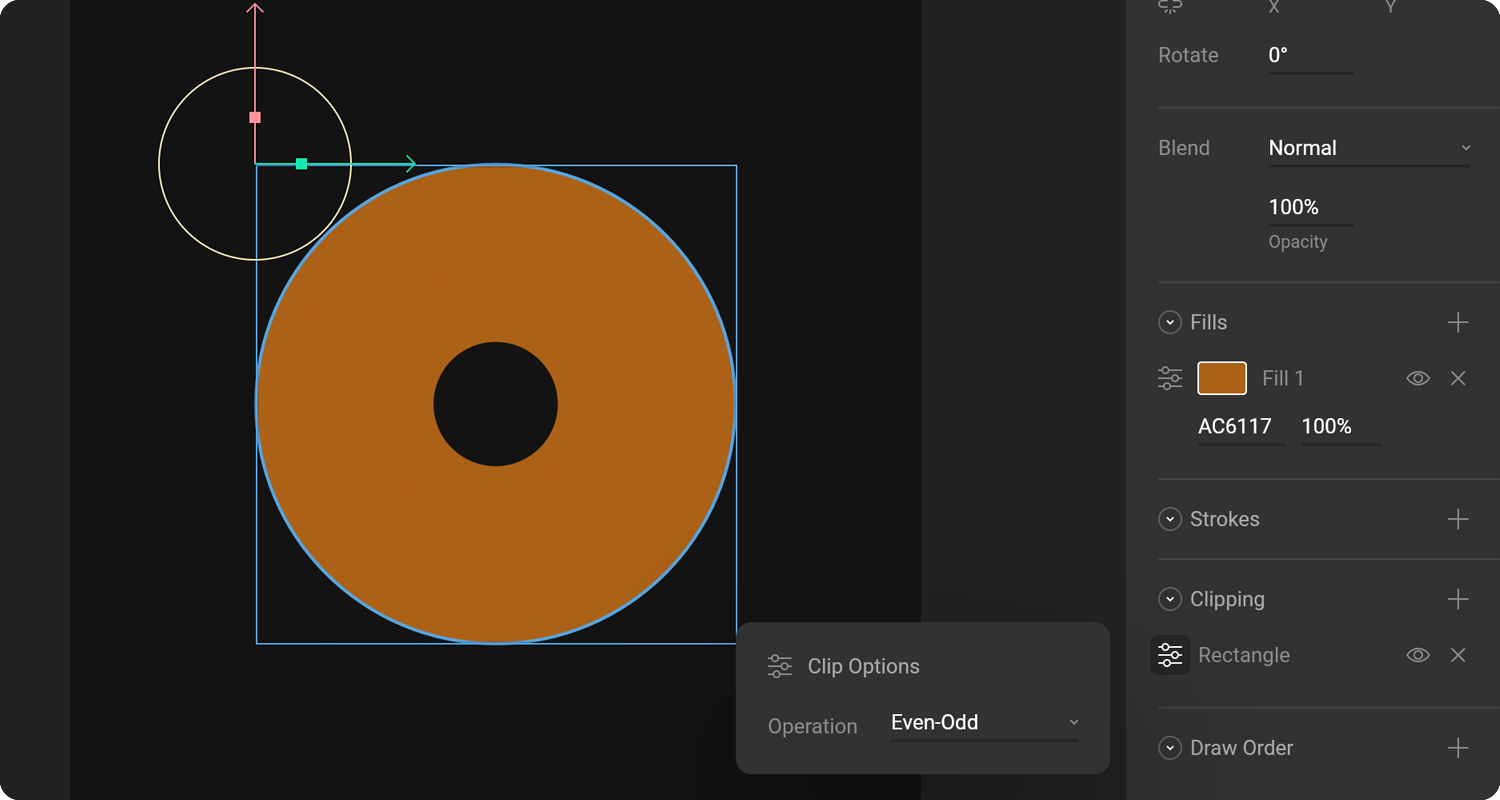 X Y
Rotate 0°
Blend Normal
100%
Opacity
Fills
Fill 1
AC6117 100%
Strokes
Clipping
Rectangle
Clip Options
Operation Even-Odd
Draw Order